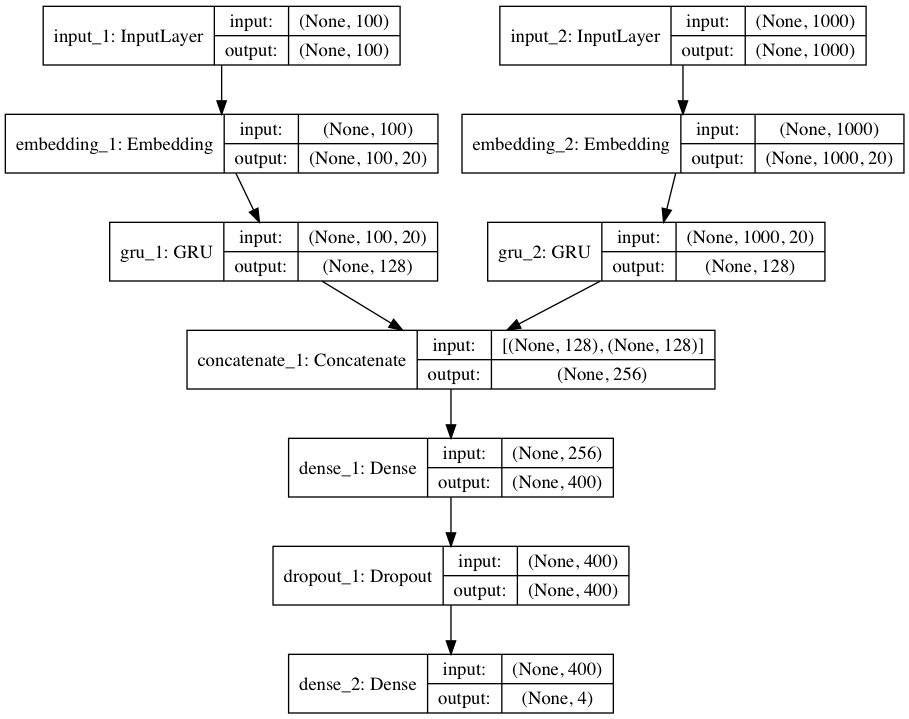 input_1: InputLayer
input:
(None, 100)
output:
(None, 100)
input_2: InputLayer
input:
(None, 1000)
output:
(None, 1000)
embedding_1: Embedding
input:
(None, 100)
output:
(None, 100, 20)
embedding_2: Embedding
input:
(None, 1000)
output:
(None, 1000, 20)
gru_1: GRU
input:
(None, 100, 20)
output:
(None, 128)
gru_2: GRU
input:
(None, 1000, 20)
output:
(None, 128)
concatenate_1: Concatenate
input:
[(None, 128), (None, 128)]
output:
(None, 256)
dense_1: Dense
input:
(None, 256)
output:
(None, 400)
dropout_1: Dropout
input:
(None, 400)
output:
(None, 400)
dense_2: Dense
input:
(None, 400)
output:
(None, 4)